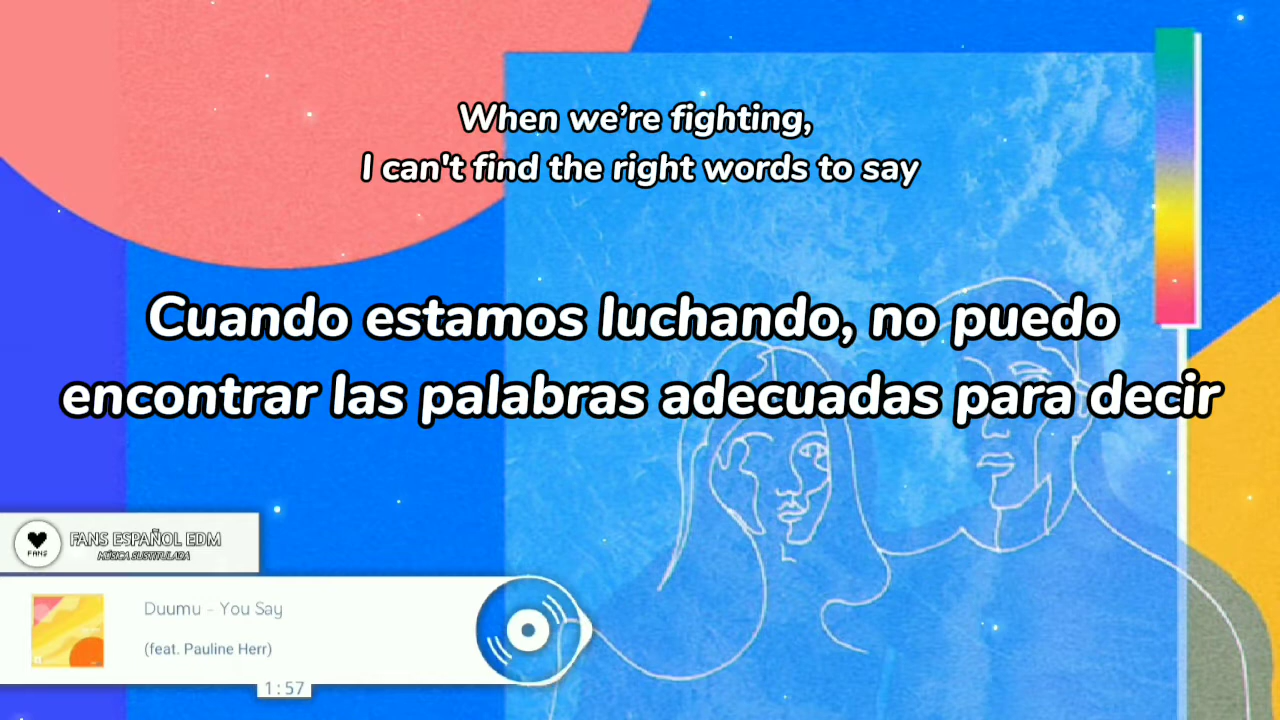 When we’re fighting,
I can't find the right words to say
Cuando estamos luchando, no puedo
encontrar las palabras adecuadas para decir
FANS ESPAÑOL EDM
MÚSICA SUBTITULADA
FANS
Duumu - You Say
(feat. Pauline Herr)
1:57